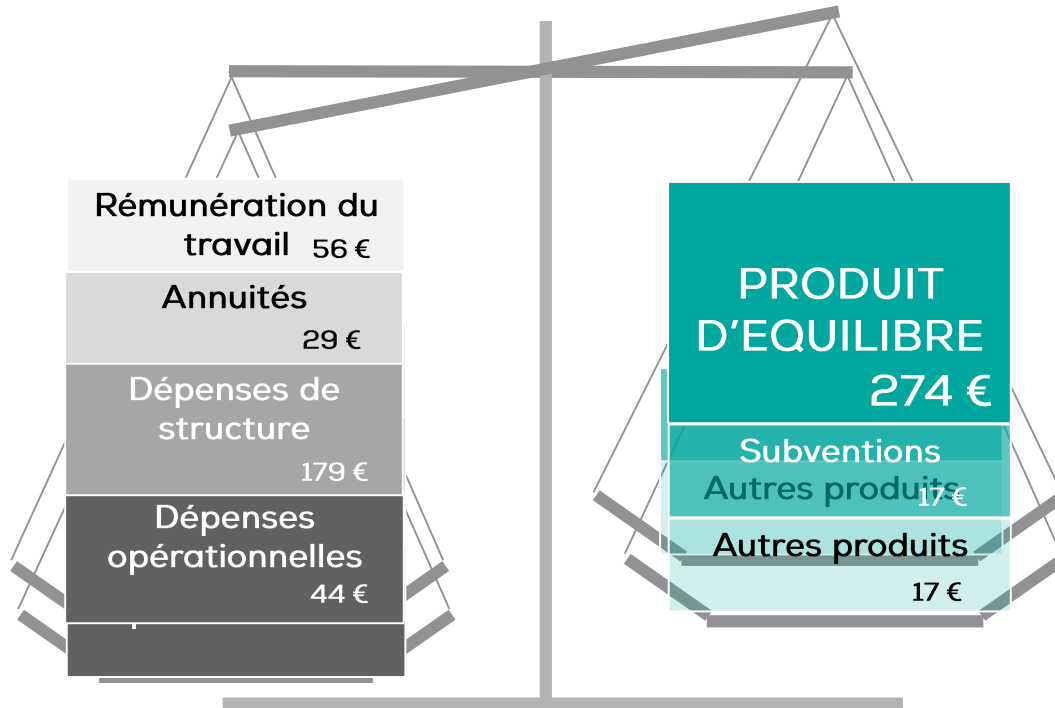 Rémunération du
travail 56 €
Annuités
29 €
Dépenses de
structure
179 €
Dépenses
opérationnelles
44 €
PRODUIT
D’EQUILIBRE
274 €
Subventions
Autres produits
17 €
Autres produits
17 €